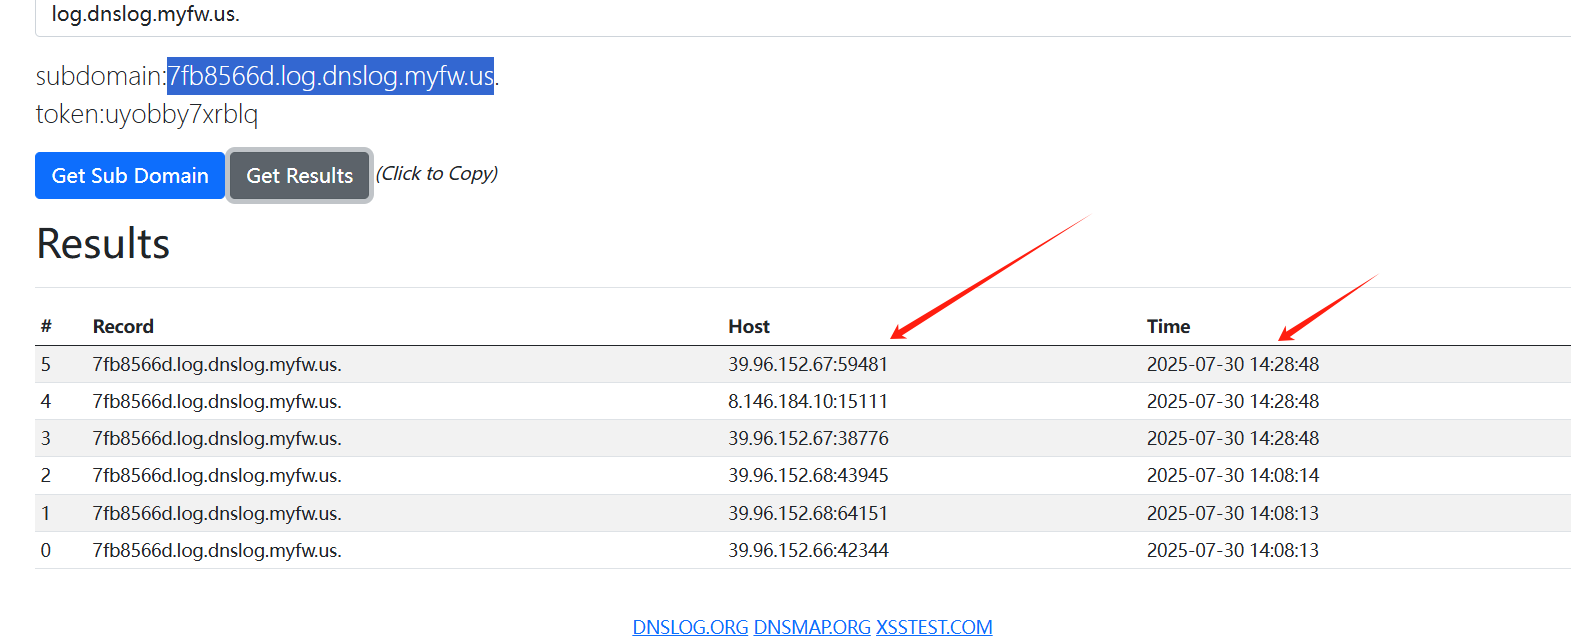 log.dnslog.myfw.us.
subdomain:7fb8566d.log.dnslog.myfw.us.
token:uyobby7xrblq
Get Sub Domain Get Results (Click to Copy)
Results
# Record Host Time
5 7fb8566d.log.dnslog.myfw.us. 39.96.152.67:59481 2025-07-30 14:28:48
4 7fb8566d.log.dnslog.myfw.us. 8.146.184.10:15111 2025-07-30 14:28:48
3 7fb8566d.log.dnslog.myfw.us. 39.96.152.67:38776 2025-07-30 14:28:48
2 7fb8566d.log.dnslog.myfw.us. 39.96.152.68:43945 2025-07-30 14:08:14
1 7fb8566d.log.dnslog.myfw.us. 39.96.152.68:64151 2025-07-30 14:08:13
0 7fb8566d.log.dnslog.myfw.us. 39.96.152.66:42344 2025-07-30 14:08:13
DNSLOG.ORG DNSMAP.ORG XSSTEST.COM